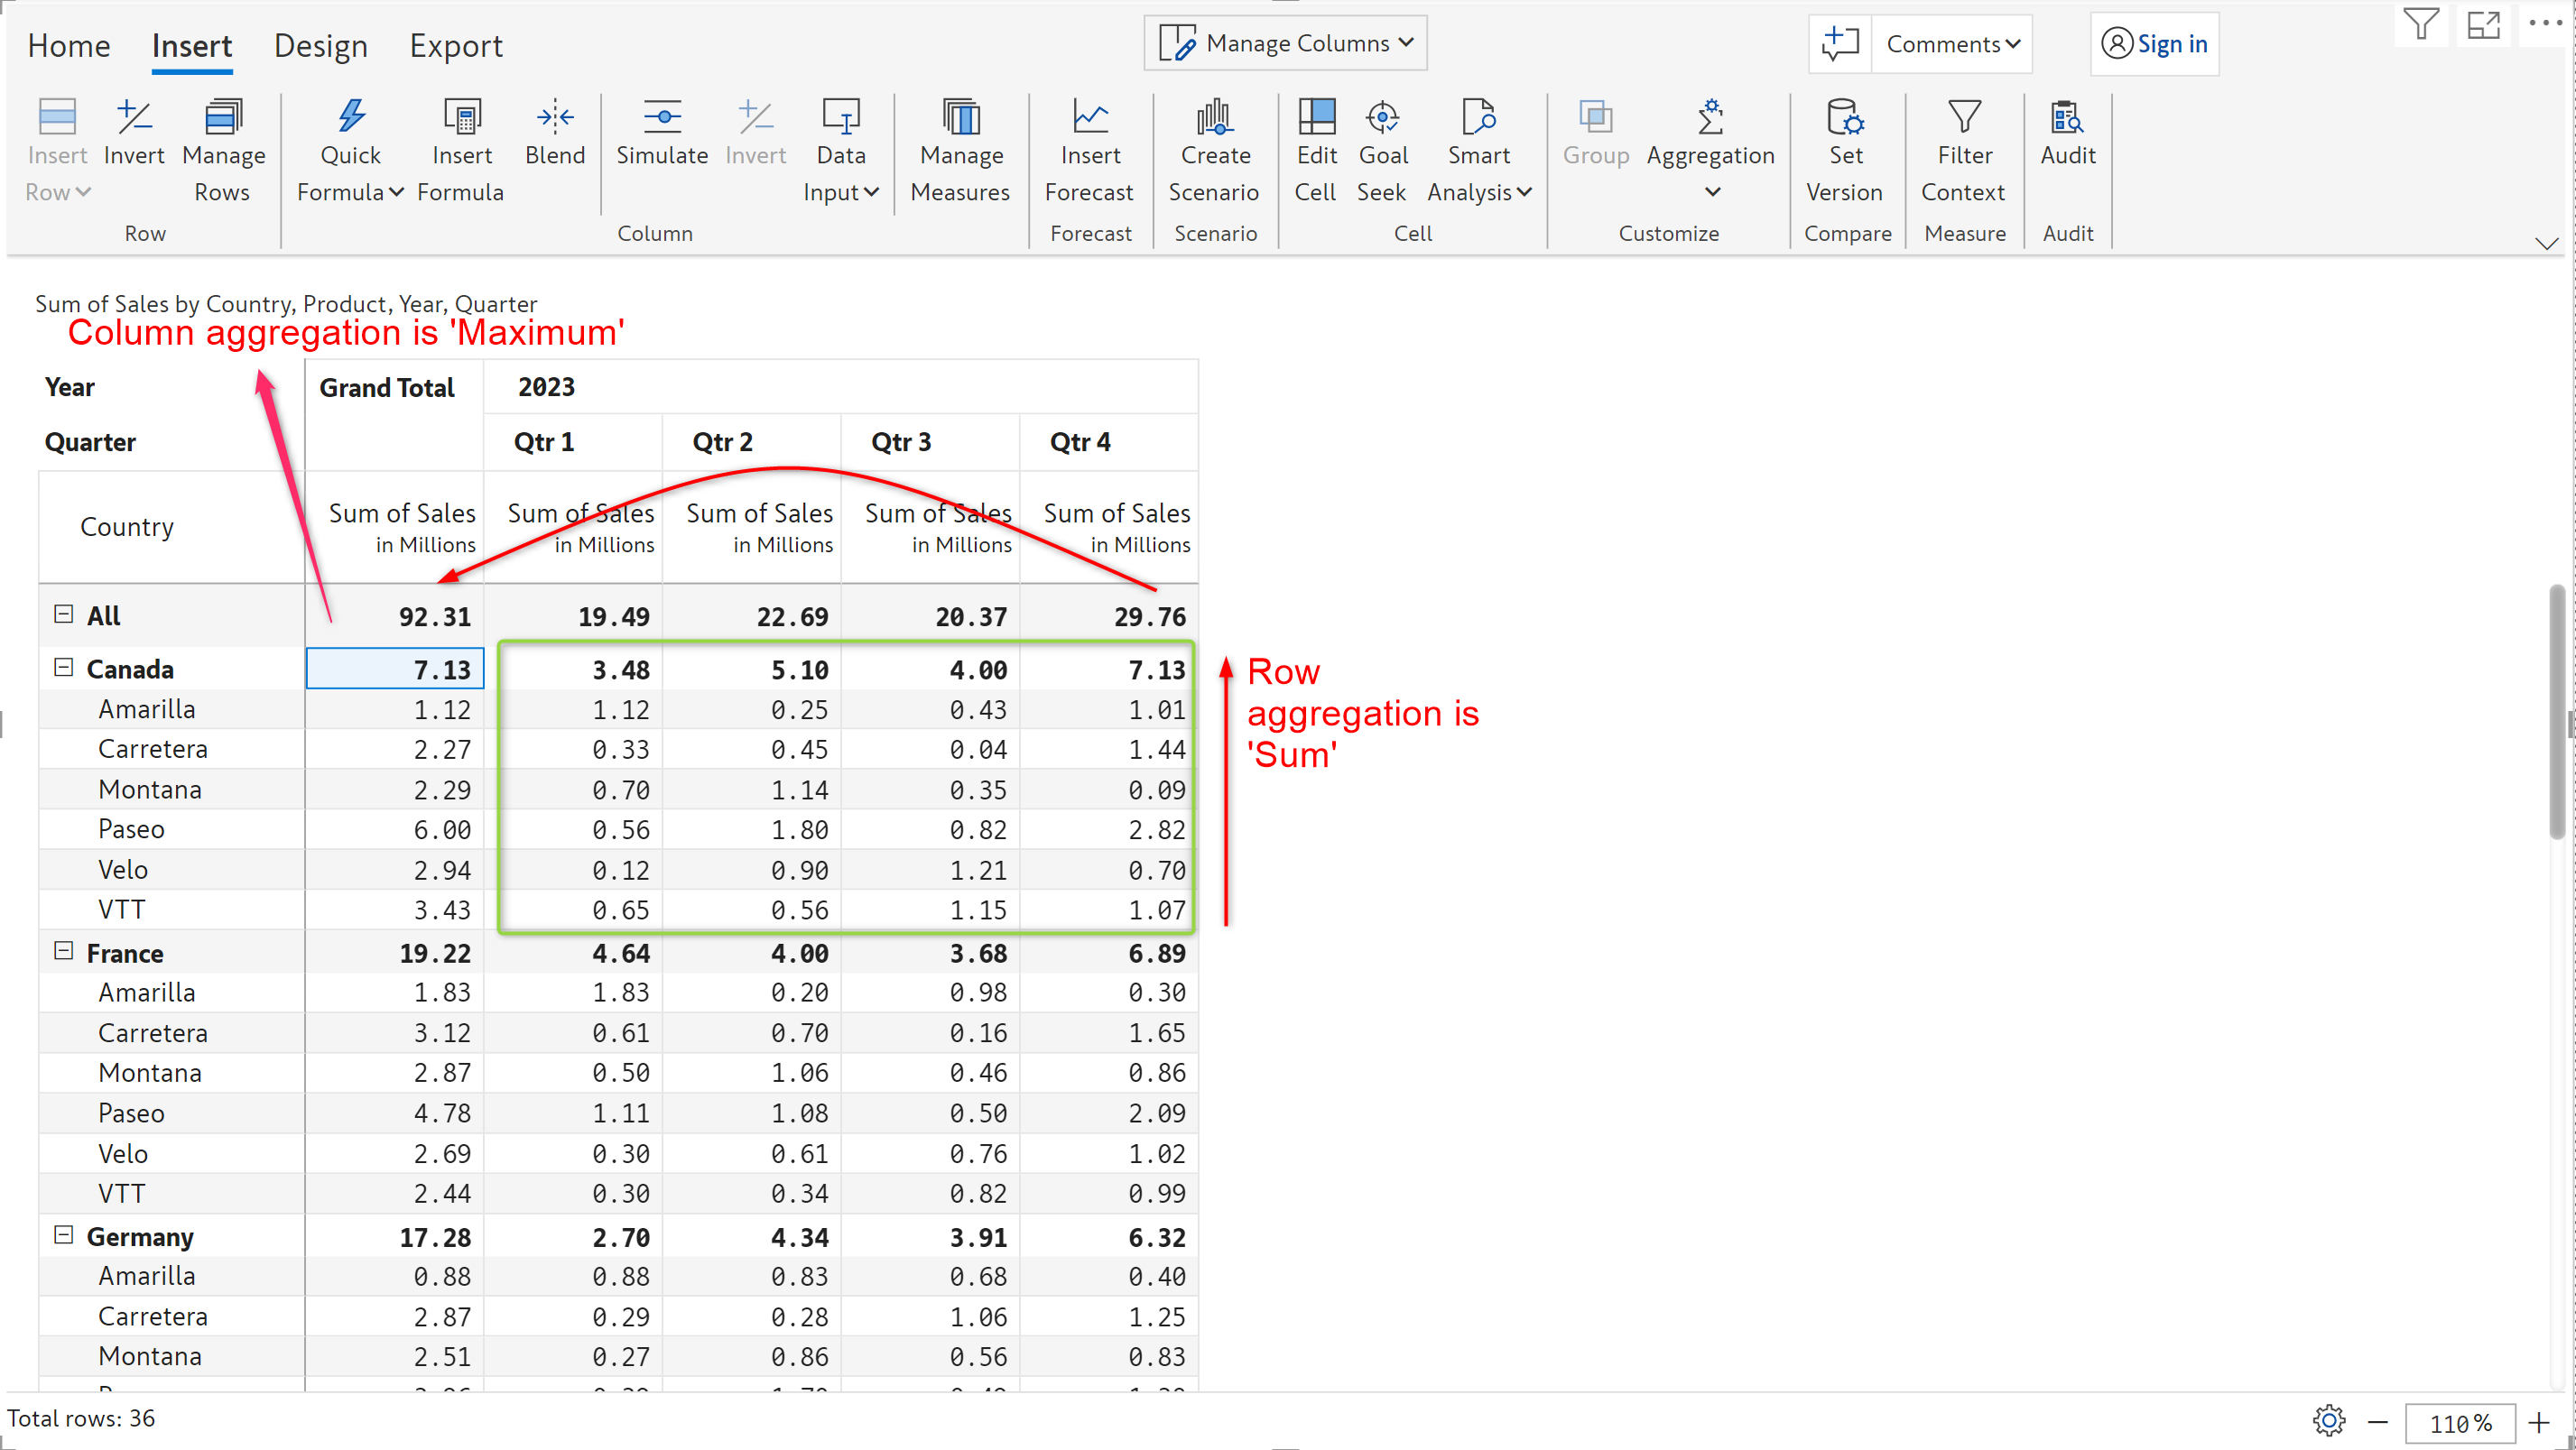 Home Insert Design Export Manage Columns Comments Sign in
Insert Row Invert Manage Rows Quick Formula Insert Formula Blend Simulate Invert Data Input Manage Measures Insert Forecast Create Scenario Edit Cell Goal Seek Smart Analysis Group Aggregation Set Version Filter Context Audit
Row Column Forecast Scenario Cell Customize Compare Measure Audit
Sum of Sales by Country, Product, Year, Quarter
Column aggregation is 'Maximum'
Year Grand Total 2023
Quarter Qtr 1 Qtr 2 Qtr 3 Qtr 4
Country Sum of Sales Sum of Sales Sum of Sales Sum of Sales Sum of Sales
in Millions in Millions in Millions in Millions in Millions
All 92.31 19.49 22.69 20.37 29.76
Canada 7.13 3.48 5.10 4.00 7.13
Amarilla 1.12 1.12 0.25 0.43 1.01
Carretera 2.27 0.33 0.45 0.04 1.44
Montana 2.29 0.70 1.14 0.35 0.09
Paseo 6.00 0.56 1.80 0.82 2.82
Velo 2.94 0.12 0.90 1.21 0.70
VTT 3.43 0.65 0.56 1.15 1.07
Row
aggregation is
'Sum'
France 19.22 4.64 4.00 3.68 6.89
Amarilla 1.83 1.83 0.20 0.98 0.30
Carretera 3.12 0.61 0.70 0.16 1.65
Montana 2.87 0.50 1.06 0.46 0.86
Paseo 4.78 1.11 1.08 0.50 2.09
Velo 2.69 0.30 0.61 0.76 1.02
VTT 2.44 0.30 0.34 0.82 0.99
Germany 17.28 2.70 4.34 3.91 6.32
Amarilla 0.88 0.88 0.83 0.68 0.40
Carretera 2.87 0.29 0.28 1.06 1.25
Montana 2.51 0.27 0.86 0.56 0.83
Total rows: 36 110%